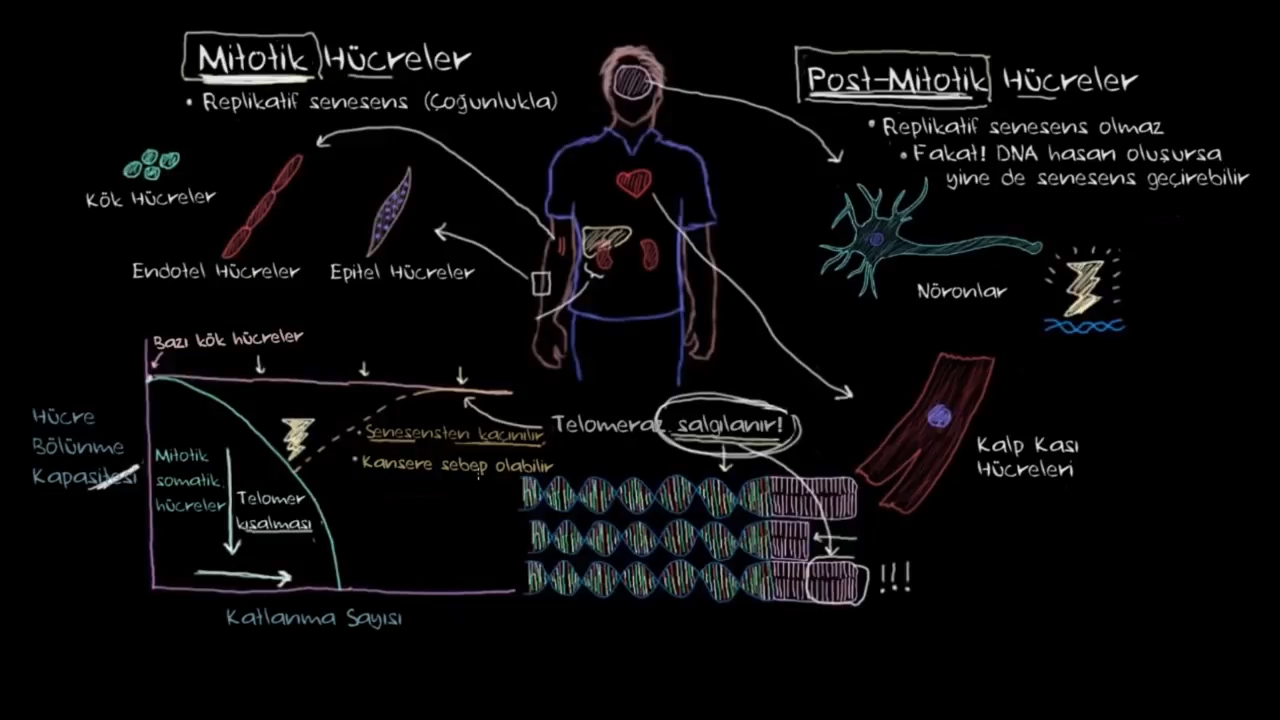 Mitotik Hücreler
• Replikatif senesens (Çoğunlukla)
Kök Hücreler
Endotel Hücreler
Epitel Hücreler
Post-Mitotik Hücreler
• Replikatif senesens olmaz
• Fakat! DNA hasarı oluşursa
yine de senesens geçirebilir
Nöronlar
Kalp Kası
Hücreleri
Bazı kök hücreler
Hücre
Bölünme
Kapasitesi
Mitotik
somatik
hücreler
Telomer
kısalması
• Senesensten kaçınılır
• Kansere sebep olabilir
Katlanma Sayısı
Telomeraz salgılanır!
!!!